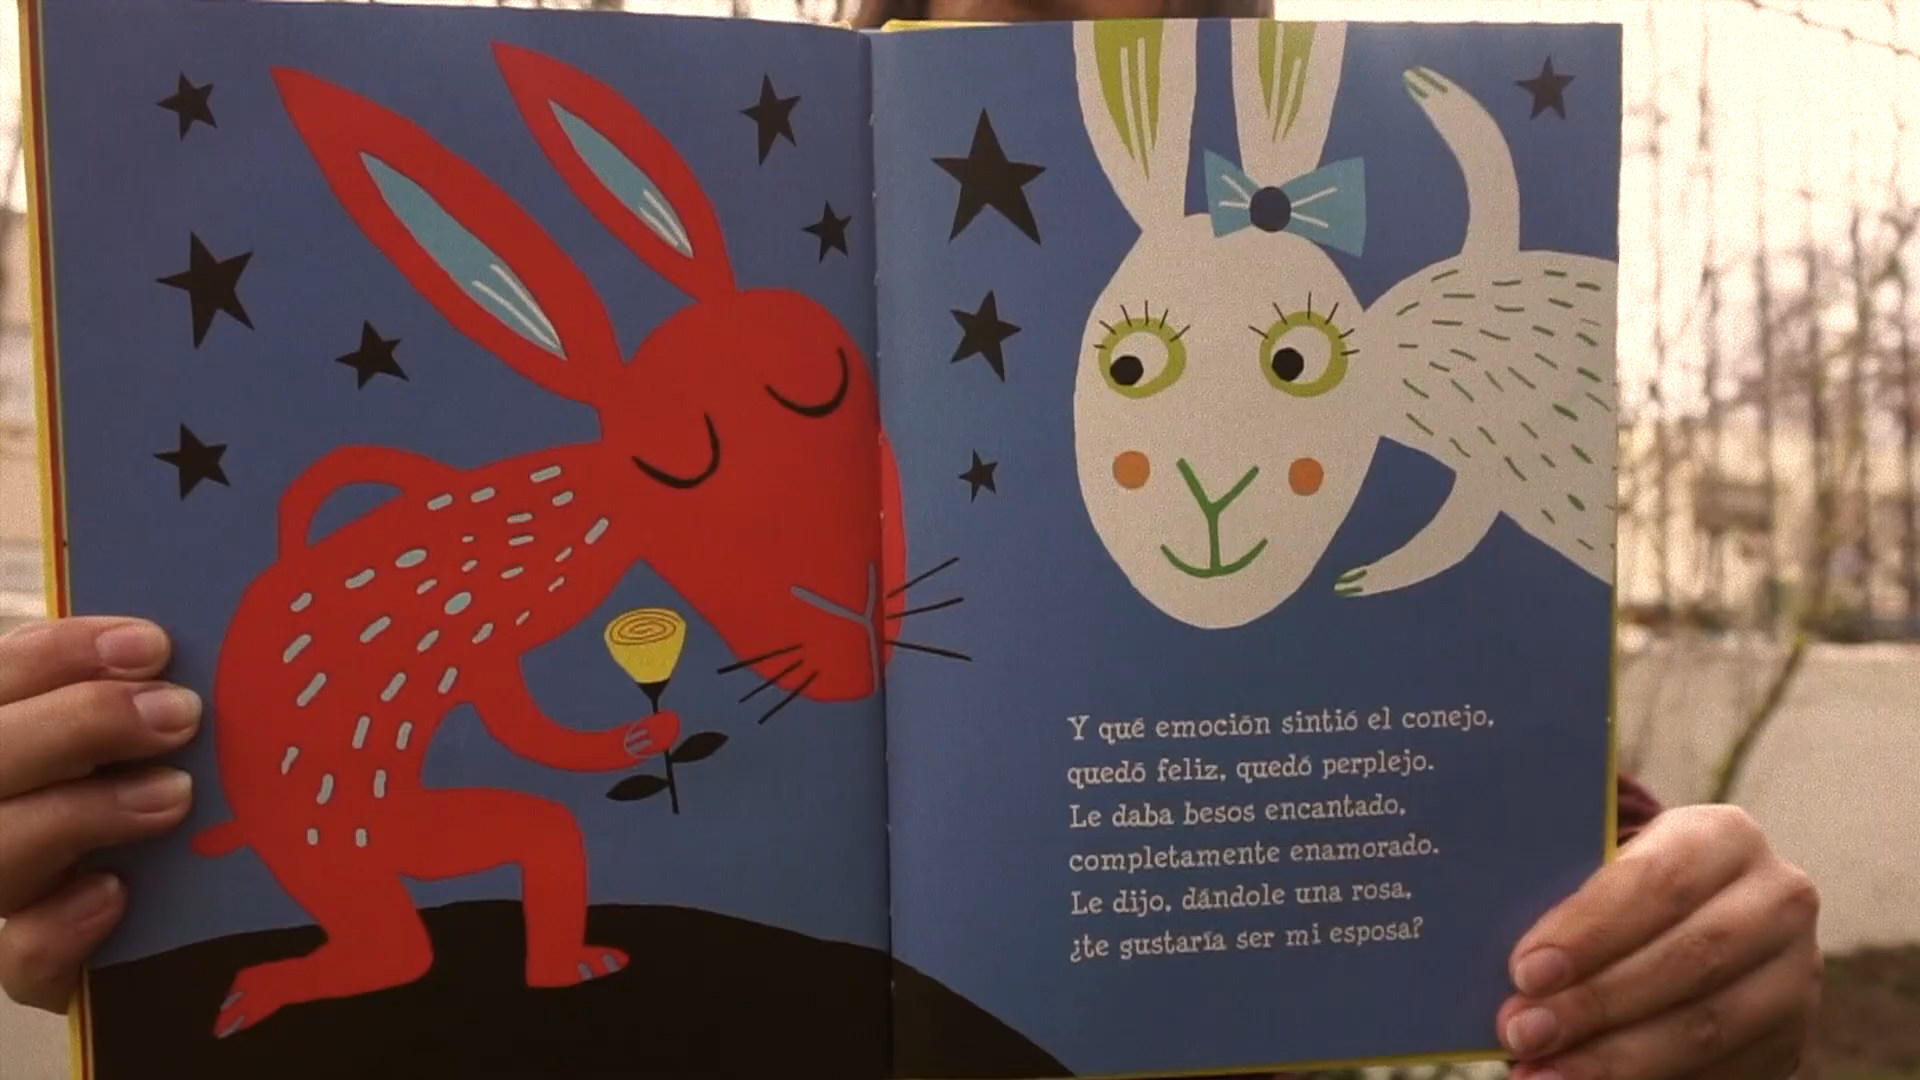 Y qué emoción sintió el conejo,
quedó feliz, quedó perplejo.
Le daba besos encantado,
completamente enamorado.
Le dijo, dándole una rosa,
¿te gustaría ser mi esposa?